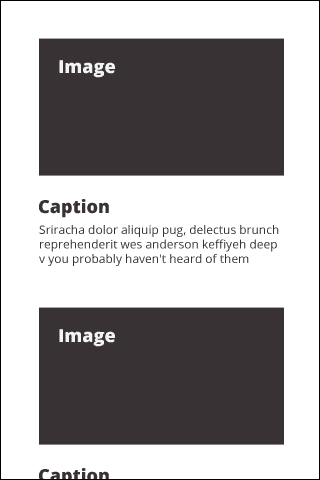 Image
Caption
Sriracha dolor aliquip pug, delectus brunch
reprehenderit wes anderson keffiyeh deep
v you probably haven't heard of them
Image
Caption